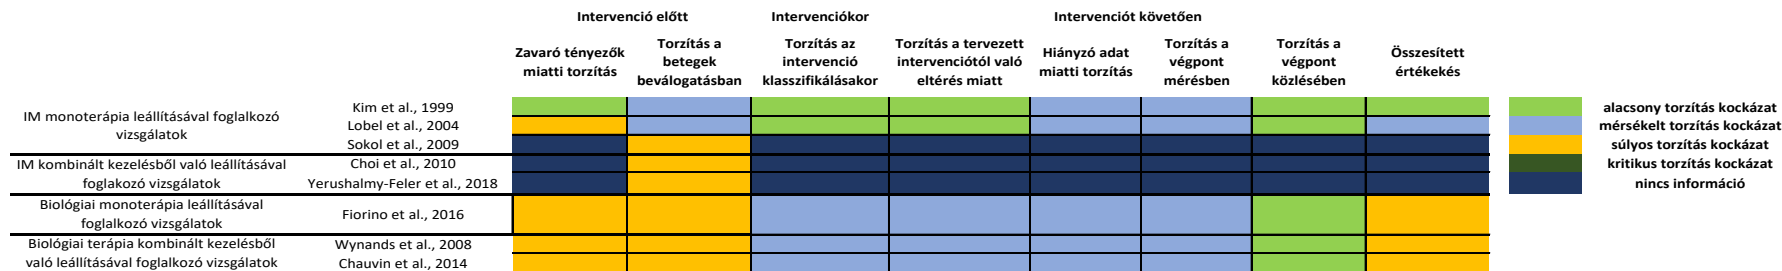 Intervenció előtt Intervenciókor Intervenciót követően
Zavaró tényezők
miatti torzítás
Torzítás a
betegek
beválogatásban
Torzítás az
intervenció
klasszifikálásakor
Torzítás a tervezett
intervenciótól való
eltérés miatt
Hiányzó adat
miatti torzítás
Torzítás a
végpont
mérésben
Torzítás a
végpont
közlésében
Összesített
értékekés
IM monoterápia leállításával foglalkozó
vizsgálatok
Kim et al., 1999
Lobel et al., 2004
Sokol et al., 2009
IM kombinált kezelésből való leállításával
foglakozó vizsgálatok
Choi et al., 2010
Yerushalmy-Feler et al., 2018
Biológiai monoterápia leállításával
foglalkozó vizsgálatok
Fiorino et al., 2016
Biológiai terápia kombinált kezelésből
való leállításával foglalkozó vizsgálatok
Wynands et al., 2008
Chauvin et al., 2014
alacsony torzítás kockázat
mérsékelt torzítás kockázat
súlyos torzítás kockázat
kritikus torzítás kockázat
nincs információ